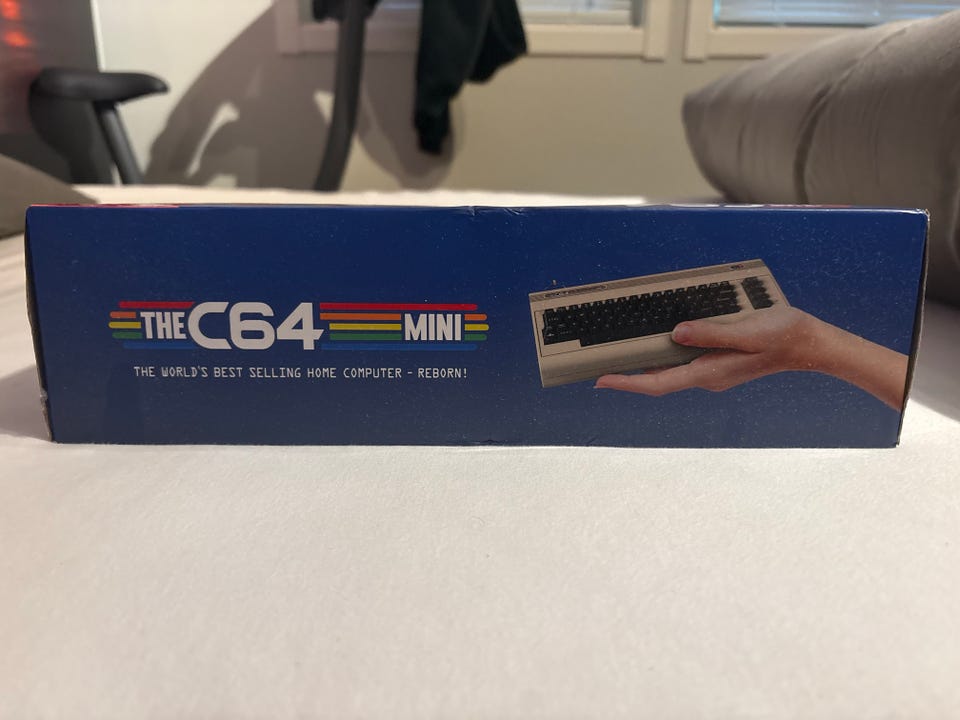 THE C64 MINI
THE WORLD'S BEST SELLING HOME COMPUTER - REBORN!